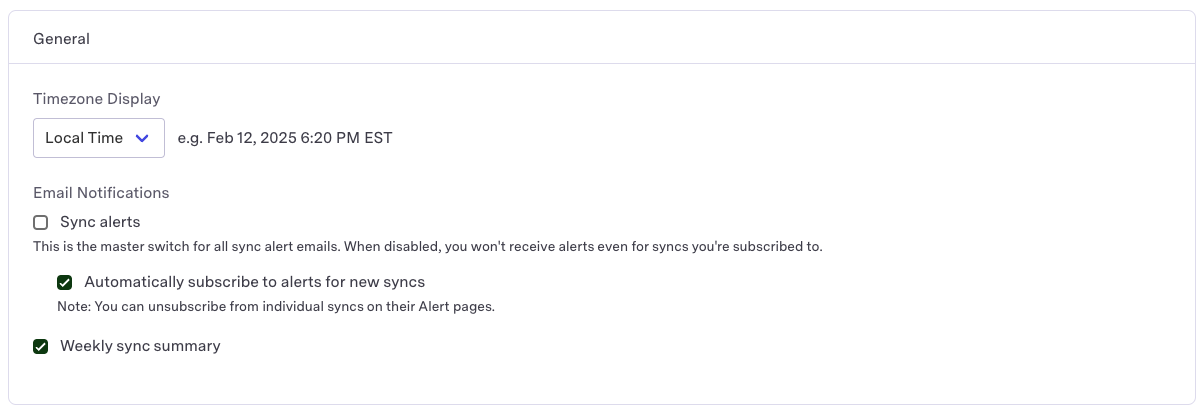 General
Timezone Display
Local Time e.g. Feb 12, 2025 6:20 PM EST
Email Notifications
Sync alerts
This is the master switch for all sync alert emails. When disabled, you won't receive alerts even for syncs you're subscribed to.
Automatically subscribe to alerts for new syncs
Note: You can unsubscribe from individual syncs on their Alert pages.
Weekly sync summary